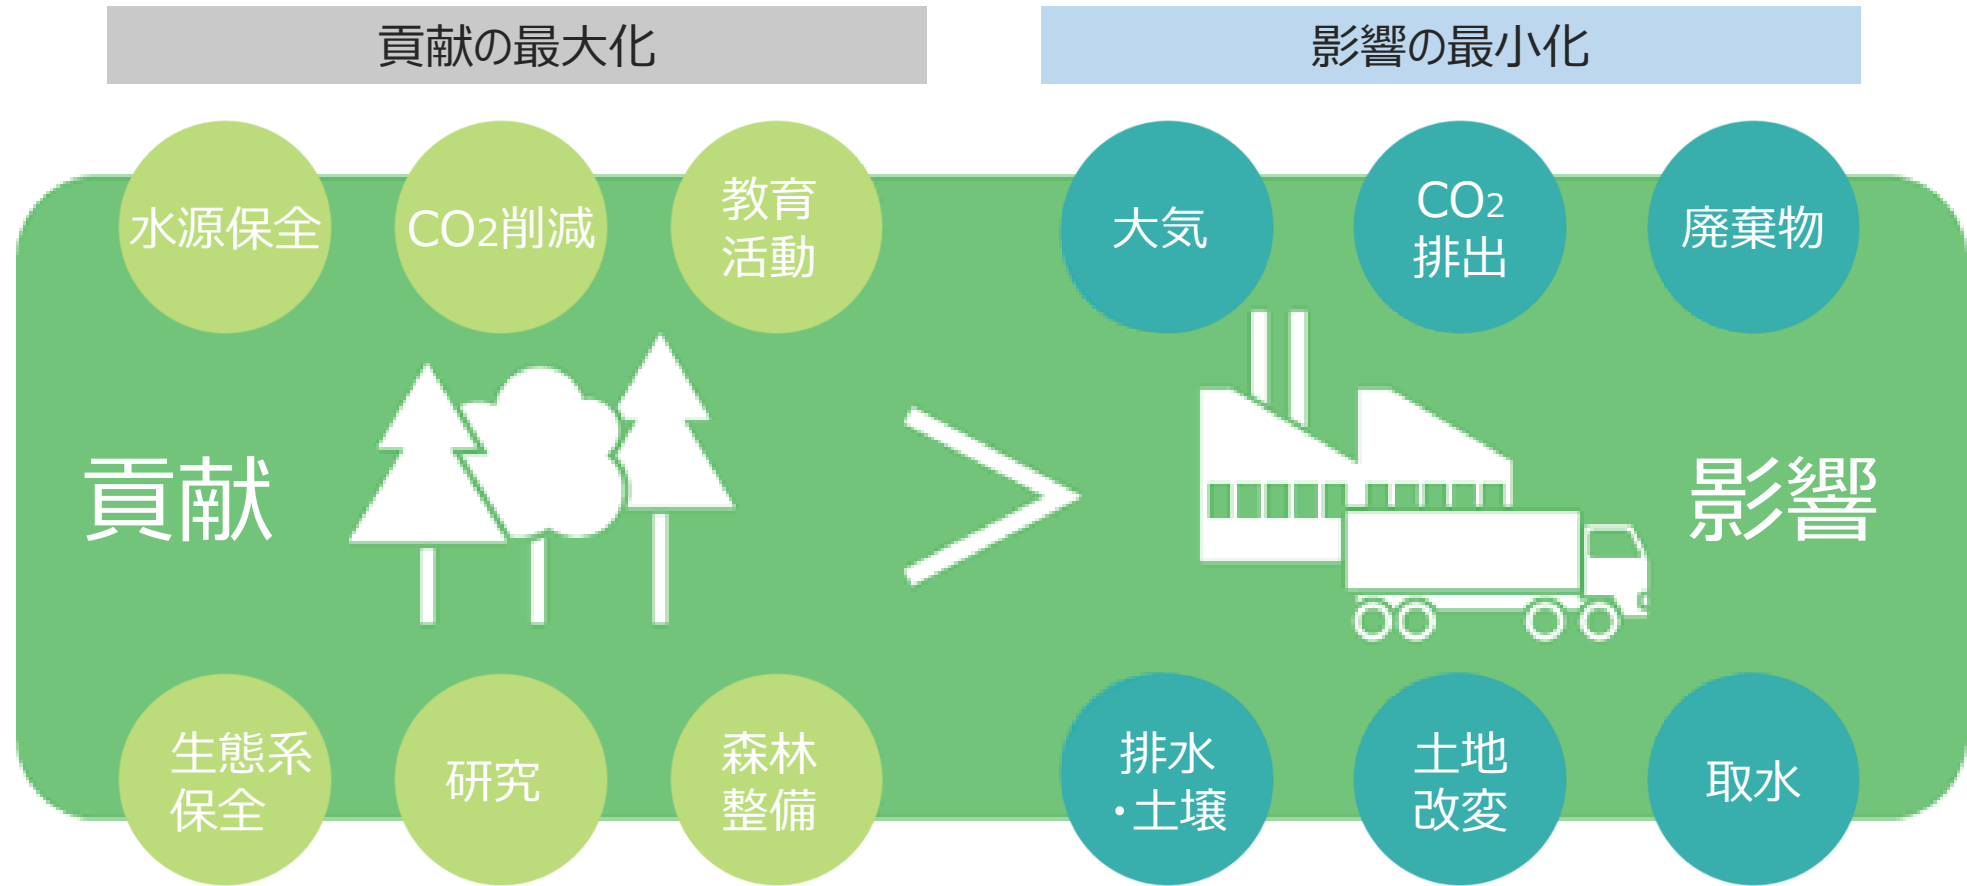 貢献の最大化
影響の最小化
水源保全
CO2削減
教育
活動
大気
CO2
排出
廃棄物
貢献
>
影響
生態系
保全
研究
森林
整備
排水
・土壌
土地
改変
取水